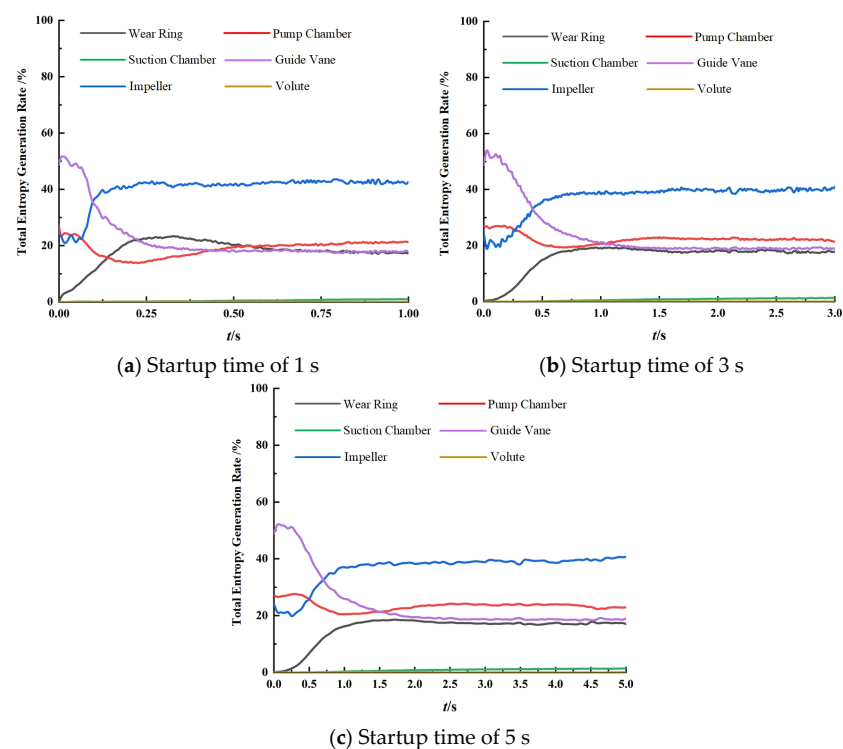 Total Entropy Generation Rate /%
100
80
60
40
20
0
Wear Ring
Pump Chamber
Suction Chamber
Guide Vane
Impeller
Volute
0.00
0.25
0.50
0.75
1.00
t/s
(a) Startup time of 1 s
Total Entropy Generation Rate /%
100
80
60
40
20
0
Wear Ring
Pump Chamber
Suction Chamber
Guide Vane
Impeller
Volute
0.0
0.5
1.0
1.5
2.0
2.5
3.0
t/s
(b) Startup time of 3 s
Total Entropy Generation Rate /%
100
80
60
40
20
0
Wear Ring
Pump Chamber
Suction Chamber
Guide Vane
Impeller
Volute
0.0
0.5
1.0
1.5
2.0
2.5
3.0
3.5
4.0
4.5
5.0
t/s
(c) Startup time of 5 s